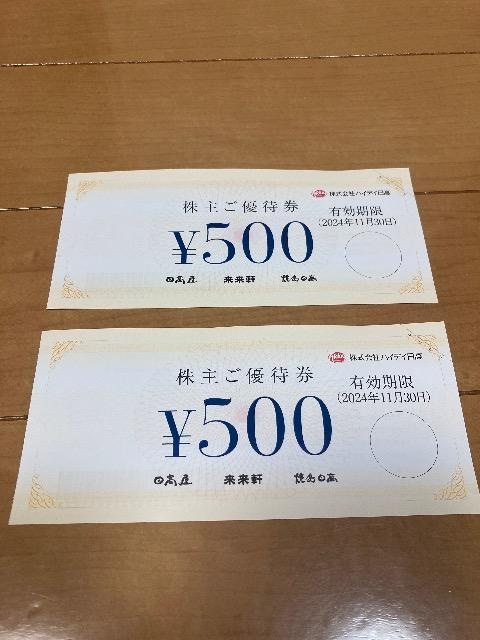 株式会社ハイデイ日高
株主ご優待券
有効期限
(2024年11月30日)
¥500
日高屋 来来軒 焼鳥日高
株式会社ハイデイ日高
株主ご優待券
有効期限
(2024年11月30日)
¥500
日高屋 来来軒 焼鳥日高